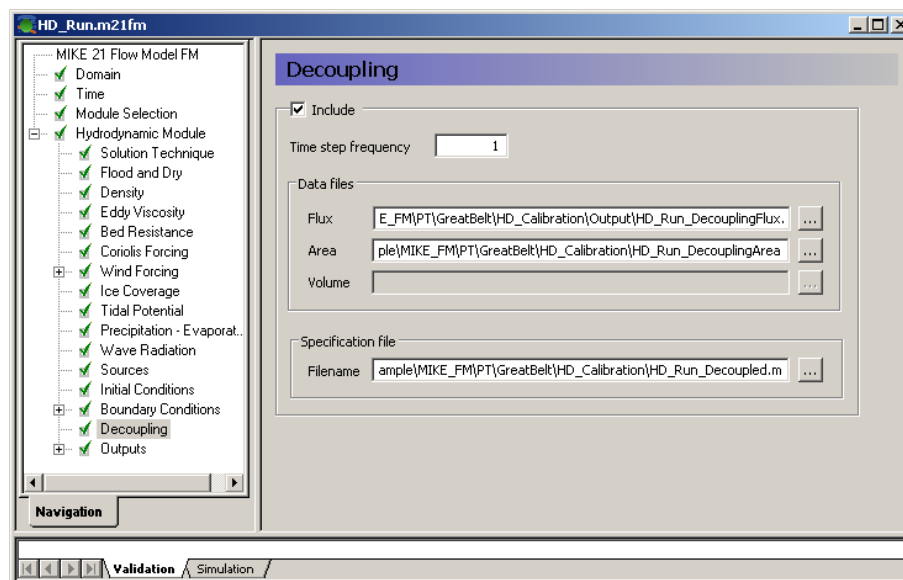 HD_Run.m21fm
MIKE 21 Flow Model FM
Domain
Time
Module Selection
Hydrodynamic Module
Solution Technique
Flood and Dry
Density
Eddy Viscosity
Bed Resistance
Coriolis Forcing
Wind Forcing
Ice Coverage
Tidal Potential
Precipitation - Evaporat..
Wave Radiation
Sources
Initial Conditions
Boundary Conditions
Decoupling
Outputs
Navigation
Decoupling
Include
Time step frequency 1
Data files
Flux E_FM\PT\GreatBelt\HD_Calibration\Output\HD_Run_DecouplingFlux. ...
Area ple\MIKE_FM\PT\GreatBelt\HD_Calibration\HD_Run_DecouplingArea ...
Volume ...
Specification file
Filename ample\MIKE_FM\PT\GreatBelt\HD_Calibration\HD_Run_Decoupled.m ...
Validation Simulation